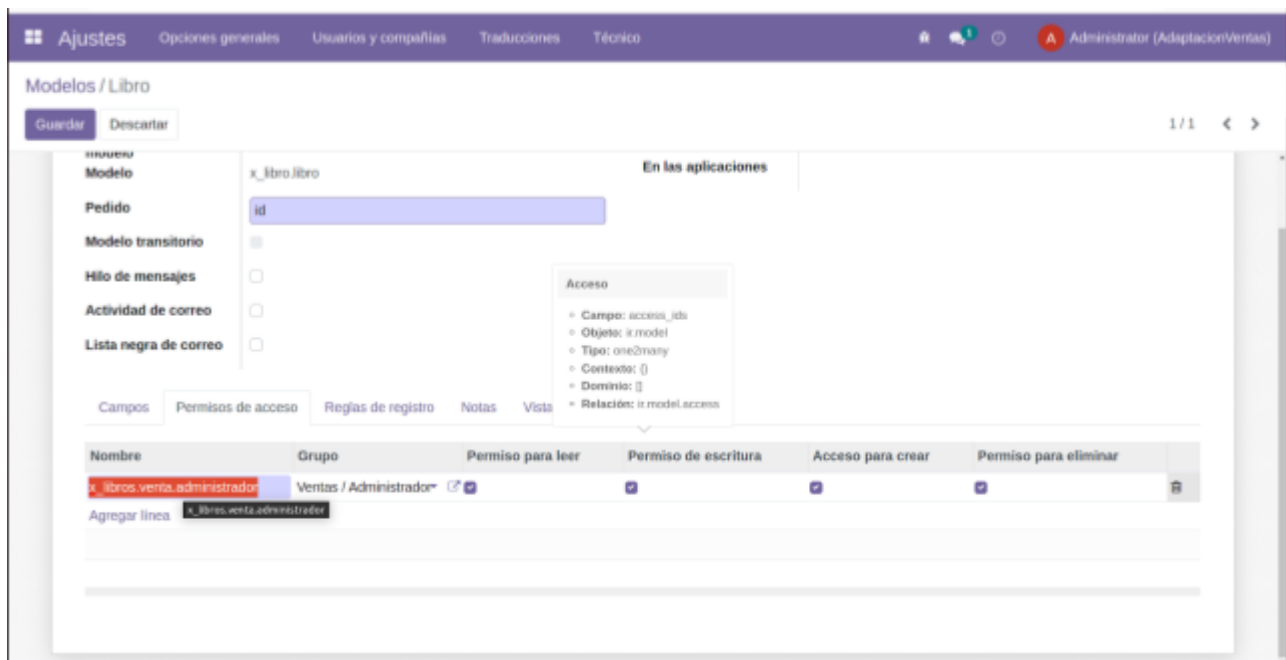 Ajustes Opciones generales Usuarios y compañías Traducciones Técnico 1 A Administrator (AdaptacionVentas)
Modelos / Libro
Guardar Descartar 1 / 1
modelo
Modelo x_libro.libro En las aplicaciones
Pedido id
Modelo transitorio
Hilo de mensajes
Actividad de correo
Lista negra de correo
Acceso
Campo: access_ids
Objeto: ir.model
Tipo: one2many
Contexto: {}
Dominio: []
Relación: ir.model.access
Campos Permisos de acceso Reglas de registro Notas Vista
Nombre Grupo Permiso para leer Permiso de escritura Acceso para crear Permiso para eliminar
x_libros.venta.administrador Ventas / Administrador
Agregar línea x_libros.venta.administrador